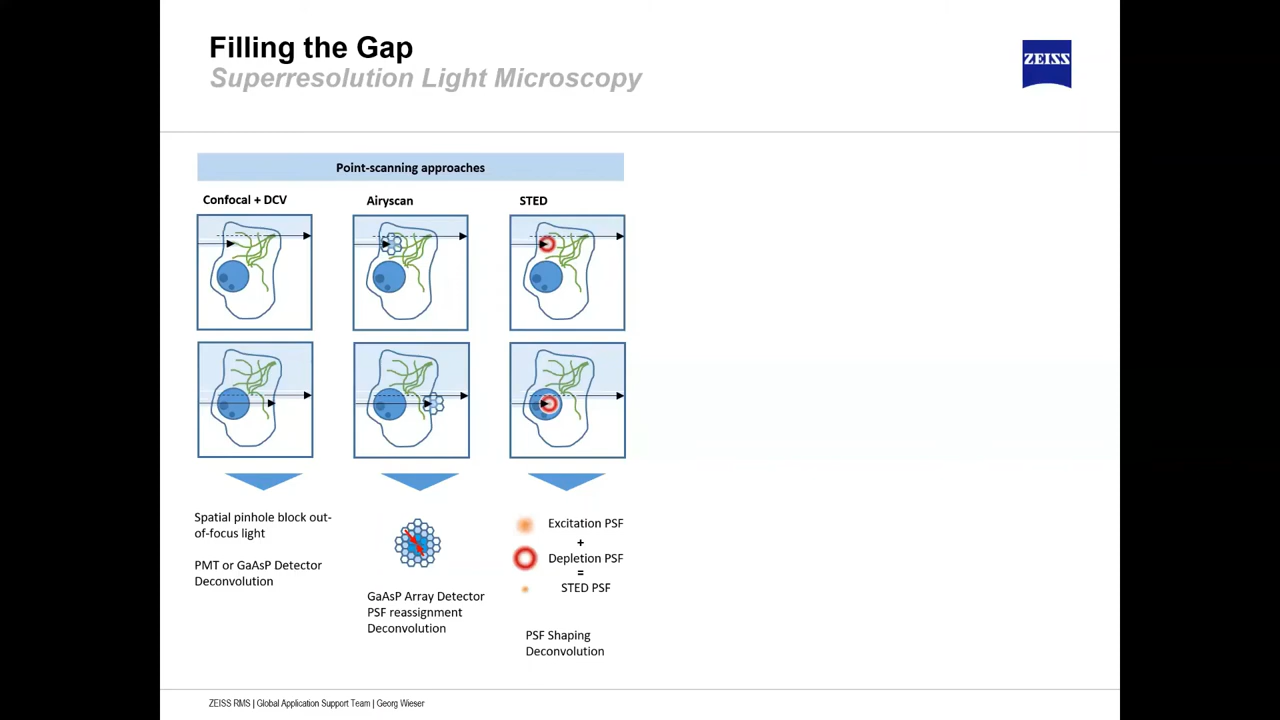 Filling the Gap
Superresolution Light Microscopy
ZEISS
Point-scanning approaches
Confocal + DCV
Airyscan
STED
Spatial pinhole block out-
of-focus light
PMT or GaAsP Detector
Deconvolution
GaAsP Array Detector
PSF reassignment
Deconvolution
Excitation PSF
+
Depletion PSF
=
STED PSF
PSF Shaping
Deconvolution
ZEISS RMS | Global Application Support Team | Georg Wieser